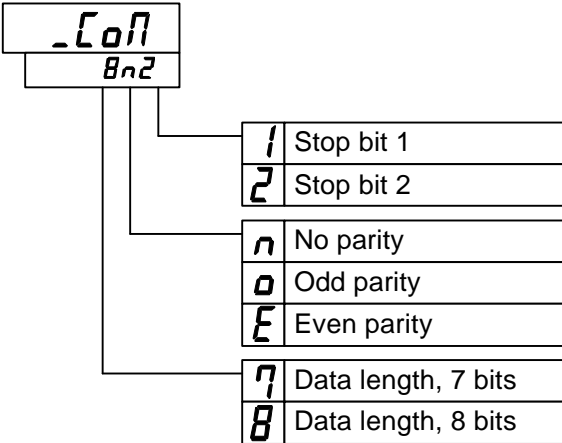 _CoM
8n2
1 Stop bit 1
2 Stop bit 2
n No parity
o Odd parity
E Even parity
7 Data length, 7 bits
8 Data length, 8 bits